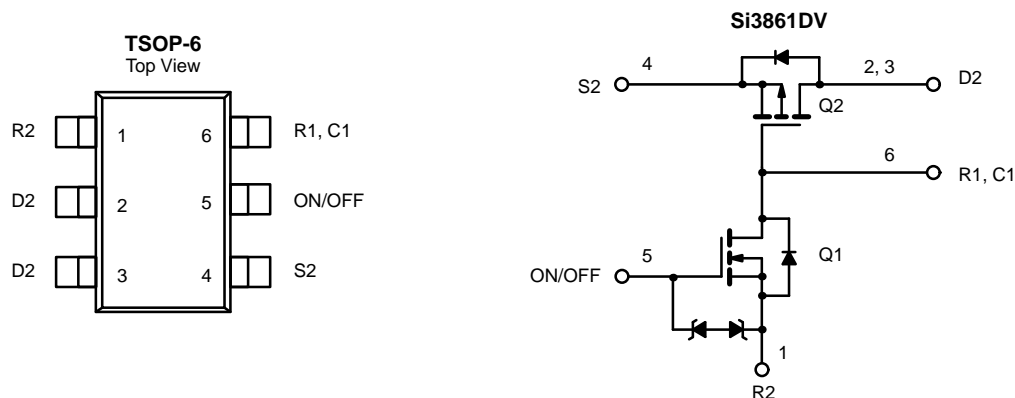 TSOP-6
Top View
R2 1 6 R1, C1
D2 2 5 ON/OFF
D2 3 4 S2
Si3861DV
4 2, 3
S2 D2
Q2
6
R1, C1
Q1
5
ON/OFF
1
R2